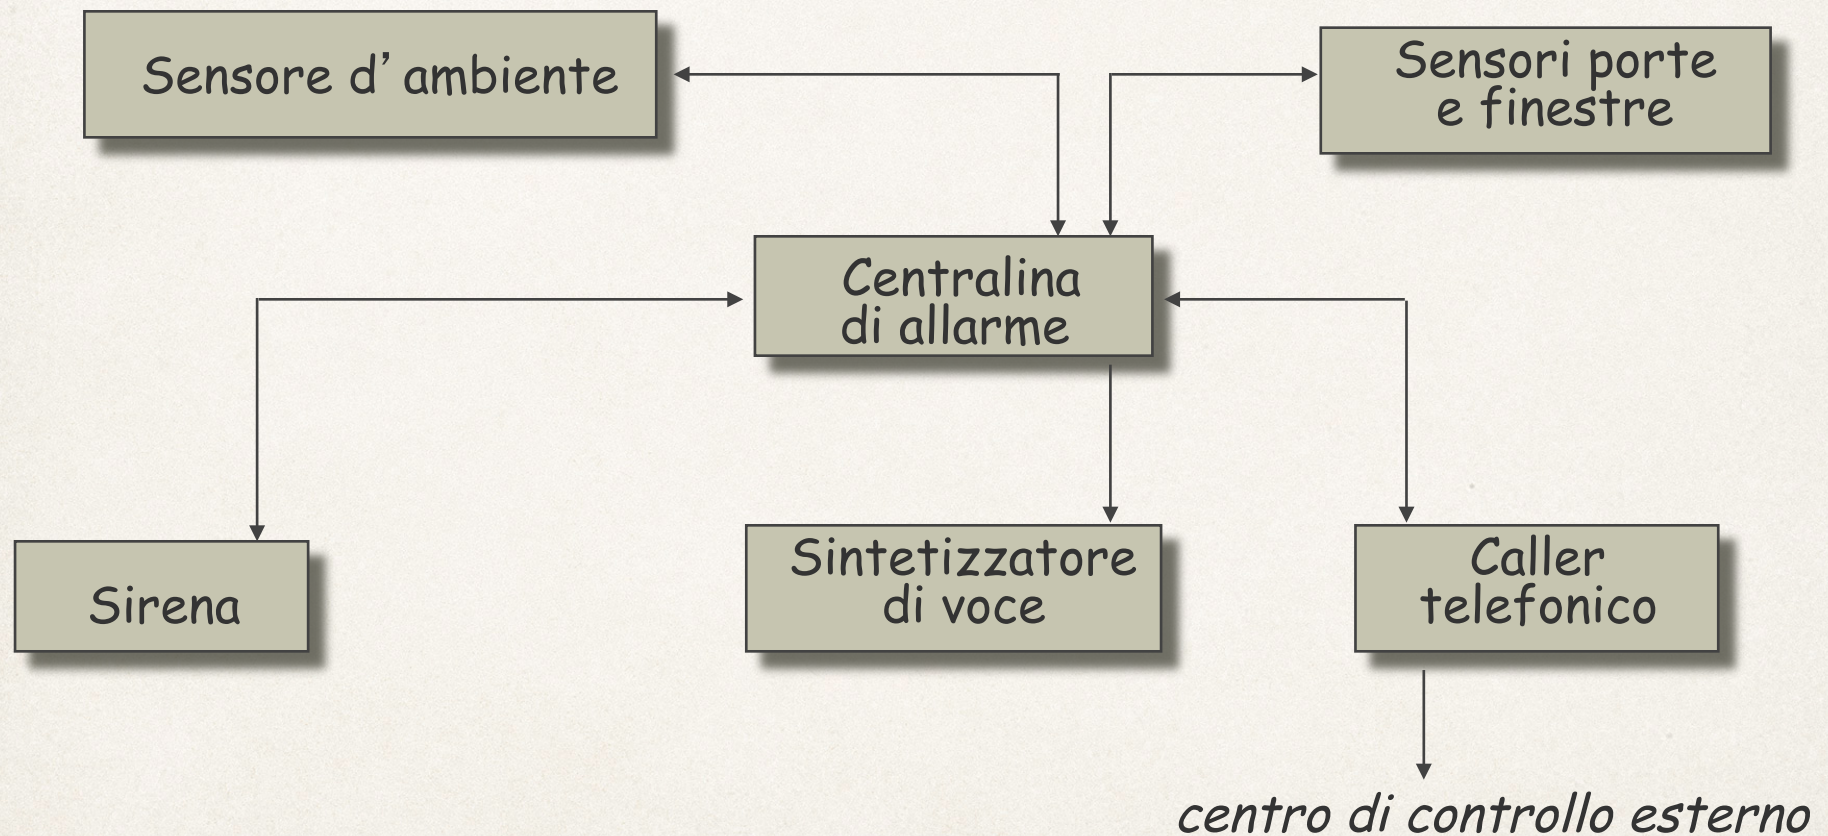 Sensore d’ambiente
Sensori porte
e finestre
Centralina
di allarme
Sirena
Sintetizzatore
di voce
Caller
telefonico
centro di controllo esterno